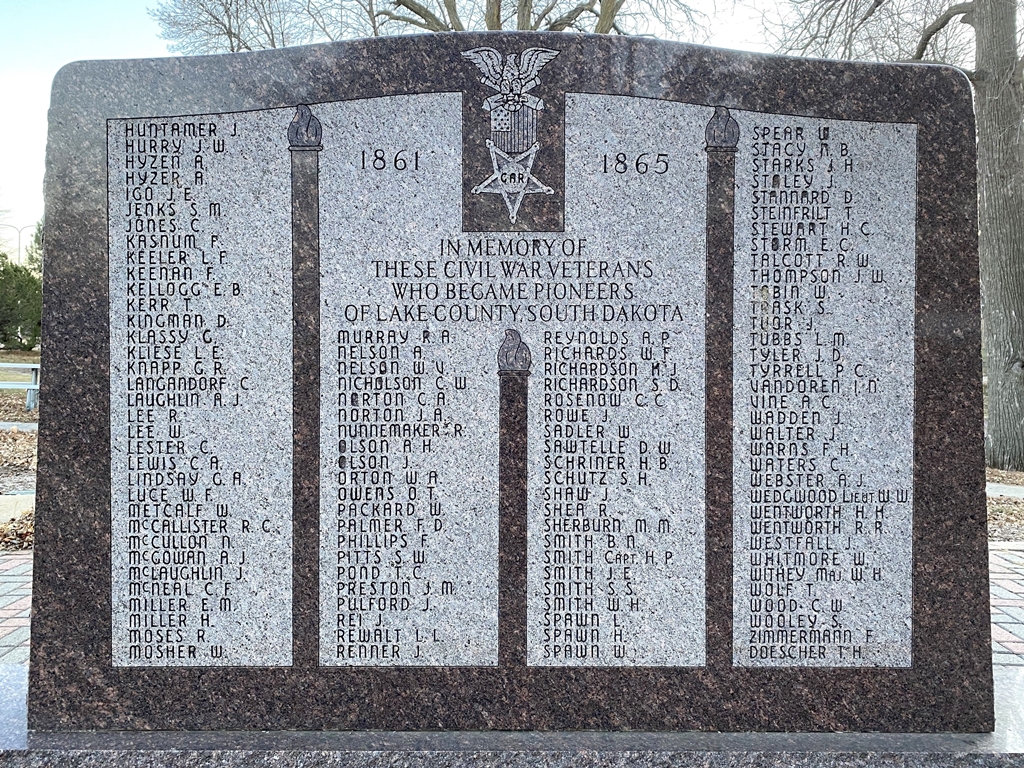 GAR
1861
1865
IN MEMORY OF
THESE CIVIL WAR VETERANS
WHO BECAME PIONEERS
OF LAKE COUNTY, SOUTH DAKOTA
HUNTAMER J.
HURRY J. W.
HYZEN A.
HYZER A.
IGO J. E.
JENKS S. M.
JONES C.
KASNUM P.
KEELER L. F.
KEENAN F.
KELLOGG E. B.
KERR T.
KINGMAN D.
KLASSY G.
KLIESE L. E.
KNAPP G. R.
LANGANDORF C.
LAUGHLIN A. J.
LEE R.
LEE W.
LESTER C.
LEWIS C. A.
LINDSAY G. A.
LUCE W. F.
METCALF W.
MCCALLISTER R. C.
MCCULLON N.
MCGOWAN A. J.
MCLAUGHLIN J.
MCNEAL C. F.
MILLER E. M.
MILLER H.
MOSES R.
MOSHER W.
MURRAY R. A.
NELSON A.
NELSON W. V.
NICHOLSON C. W.
NORTON C. A.
NORTON J. A.
NUNNEMAKER R.
OLSON A. H.
OLSON J.
ORTON W. A.
OWENS O. T.
PACKARD W.
PALMER F. D.
PHILLIPS F.
PITTS S. W.
POND T. C.
PRESTON J. M.
PULFORD J.
REI J.
REWALT L. L.
RENNER J.
REYNOLDS A. P.
RICHARDS W. F.
RICHARDSON M. J.
RICHARDSON S. D.
ROSENOW C. C.
ROWE J.
SADLER W.
SAWTELLE D. W.
SCHRINER H. B.
SCHUTZ S. H.
SHAW J.
SHEA R.
SHERBURN M. M.
SMITH B. N.
SMITH CAPT. H. P.
SMITH J. E.
SMITH S. S.
SMITH W. H.
SPAWN L.
SPAWN H.
SPAWN W.
SPEAR
STACY N. B.
STARKS J. H.
STALEY J.
STANNARD D.
STEINFRILT T.
STEWART H. C.
STORM E. C.
TALCOTT R. W.
THOMPSON J. W.
TOBIN W.
TRASK S.
TUOR J.
TUBBS L. M.
TYLER J. D.
TYRRELL P. C.
VANDOREN I. N.
VINE A. C.
WADDEN J.
WALTER J.
WARNS F. H.
WATERS C.
WEBSTER A. J.
WEDGWOOD LIEUT W. W.
WENTWORTH H. H.
WENTWORTH R. R.
WESTFALL J.
WHITMORE W.
WITHEY MAJ. W. H.
WOLF T.
WOOD C. W.
WOOLEY S.
ZIMMERMANN F.
DOESCHER T. H.